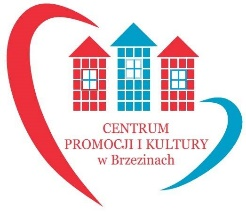 CENTRUM
PROMOCJI I KULTURY
w Brzezinach